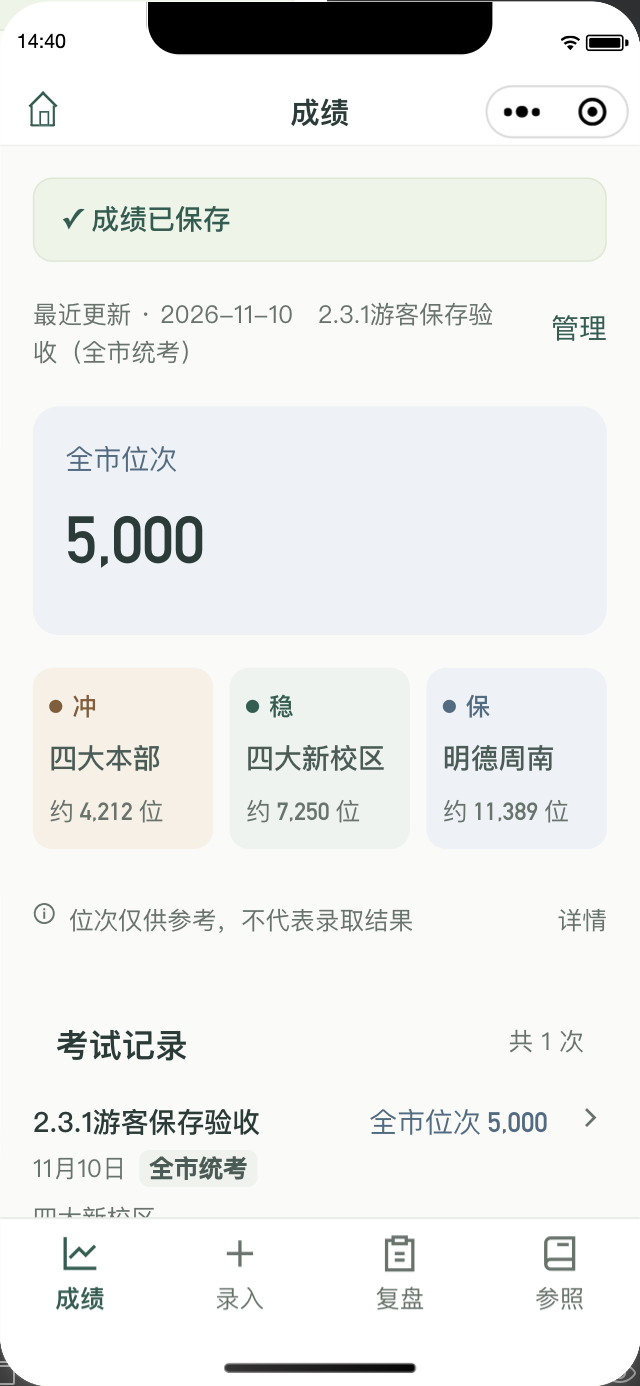 14:40
成绩
✓ 成绩已保存
最近更新 · 2026-11-10 2.3.1游客保存验
收（全市统考）
管理
全市位次
5,000
冲
四大本部
约 4,212 位
稳
四大新校区
约 7,250 位
保
明德周南
约 11,389 位
位次仅供参考，不代表录取结果
详情
考试记录
共 1 次
2.3.1游客保存验收
全市位次 5,000
11月10日
全市统考
四大新校区
成绩
录入
复盘
参照